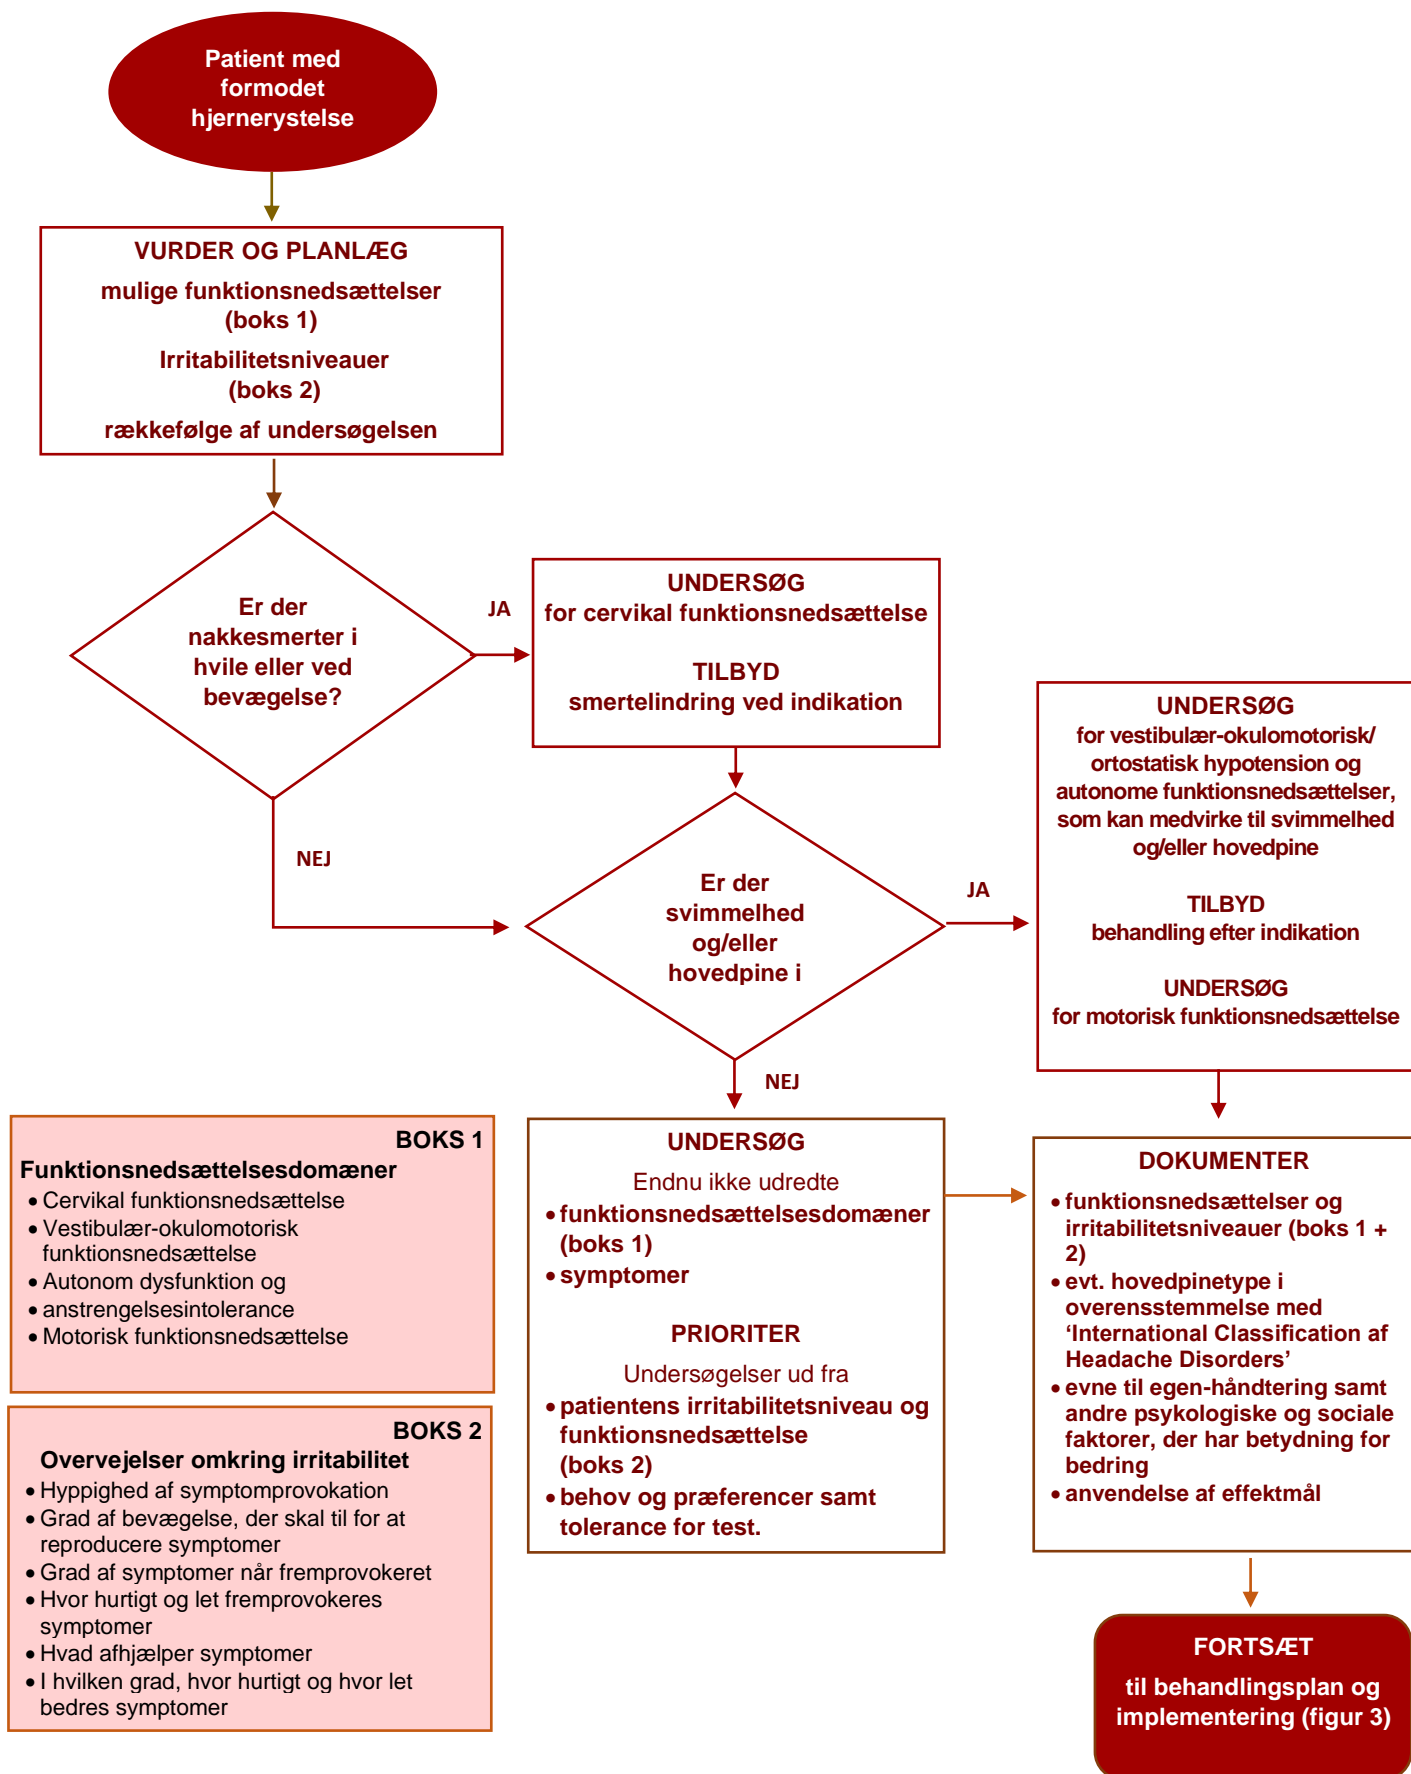 Patient med
formodet
hjernerystelse
VURDER OG PLANLÆG
mulige funktionsnedsættelser
(boks 1)
Irritabilitetsniveauer
(boks 2)
rækkefølge af undersøgelsen
Er der
nakkesmerter i
hvile eller ved
bevægelse?
JA
NEJ
UNDERSØG
for cervikal funktionsnedsættelse
TILBYD
smertelindring ved indikation
Er der
svimmelhed
og/eller
hovedpine i
JA
NEJ
UNDERSØG
for vestibulær-okulomotorisk/
ortostatisk hypotension og
autonome funktionsnedsættelser,
som kan medvirke til svimmelhed
og/eller hovedpine
TILBYD
behandling efter indikation
UNDERSØG
for motorisk funktionsnedsættelse
BOKS 1
Funktionsnedsættelsesdomæner
• Cervikal funktionsnedsættelse
• Vestibulær-okulomotorisk
funktionsnedsættelse
• Autonom dysfunktion og
• anstrengelsesintolerance
• Motorisk funktionsnedsættelse
BOKS 2
Overvejelser omkring irritabilitet
• Hyppighed af symptomprovokation
• Grad af bevægelse, der skal til for at
reproducere symptomer
• Grad af symptomer når fremprovokeret
• Hvor hurtigt og let fremprovokeres
symptomer
• Hvad afhjælper symptomer
• I hvilken grad, hvor hurtigt og hvor let
bedres symptomer
UNDERSØG
Endnu ikke udredte
• funktionsnedsættelsesdomæner
(boks 1)
• symptomer
PRIORITER
Undersøgelser ud fra
• patientens irritabilitetsniveau og
funktionsnedsættelse
(boks 2)
• behov og præferencer samt
tolerance for test.
DOKUMENTER
• funktionsnedsættelser og
irritabilitetsniveauer (boks 1 +
2)
• evt. hovedpinetype i
overensstemmelse med
‘International Classification af
Headache Disorders’
• evne til egen-håndtering samt
andre psykologiske og sociale
faktorer, der har betydning for
bedring
• anvendelse af effektmål
FORTSÆT
til behandlingsplan og
implementering (figur 3)